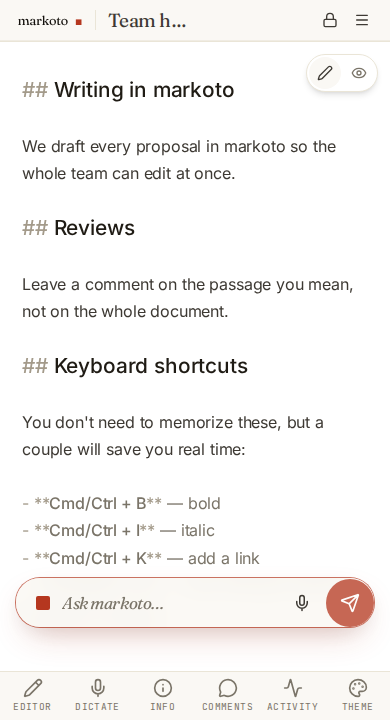 markoto
Team h...
## Writing in markoto
We draft every proposal in markoto so the
whole team can edit at once.
## Reviews
Leave a comment on the passage you mean,
not on the whole document.
## Keyboard shortcuts
You don't need to memorize these, but a
couple will save you real time:
- **Cmd/Ctrl + B** — bold
- **Cmd/Ctrl + I** — italic
- **Cmd/Ctrl + K** — add a link
Ask markoto...
EDITOR DICTATE INFO COMMENTS ACTIVITY THEME